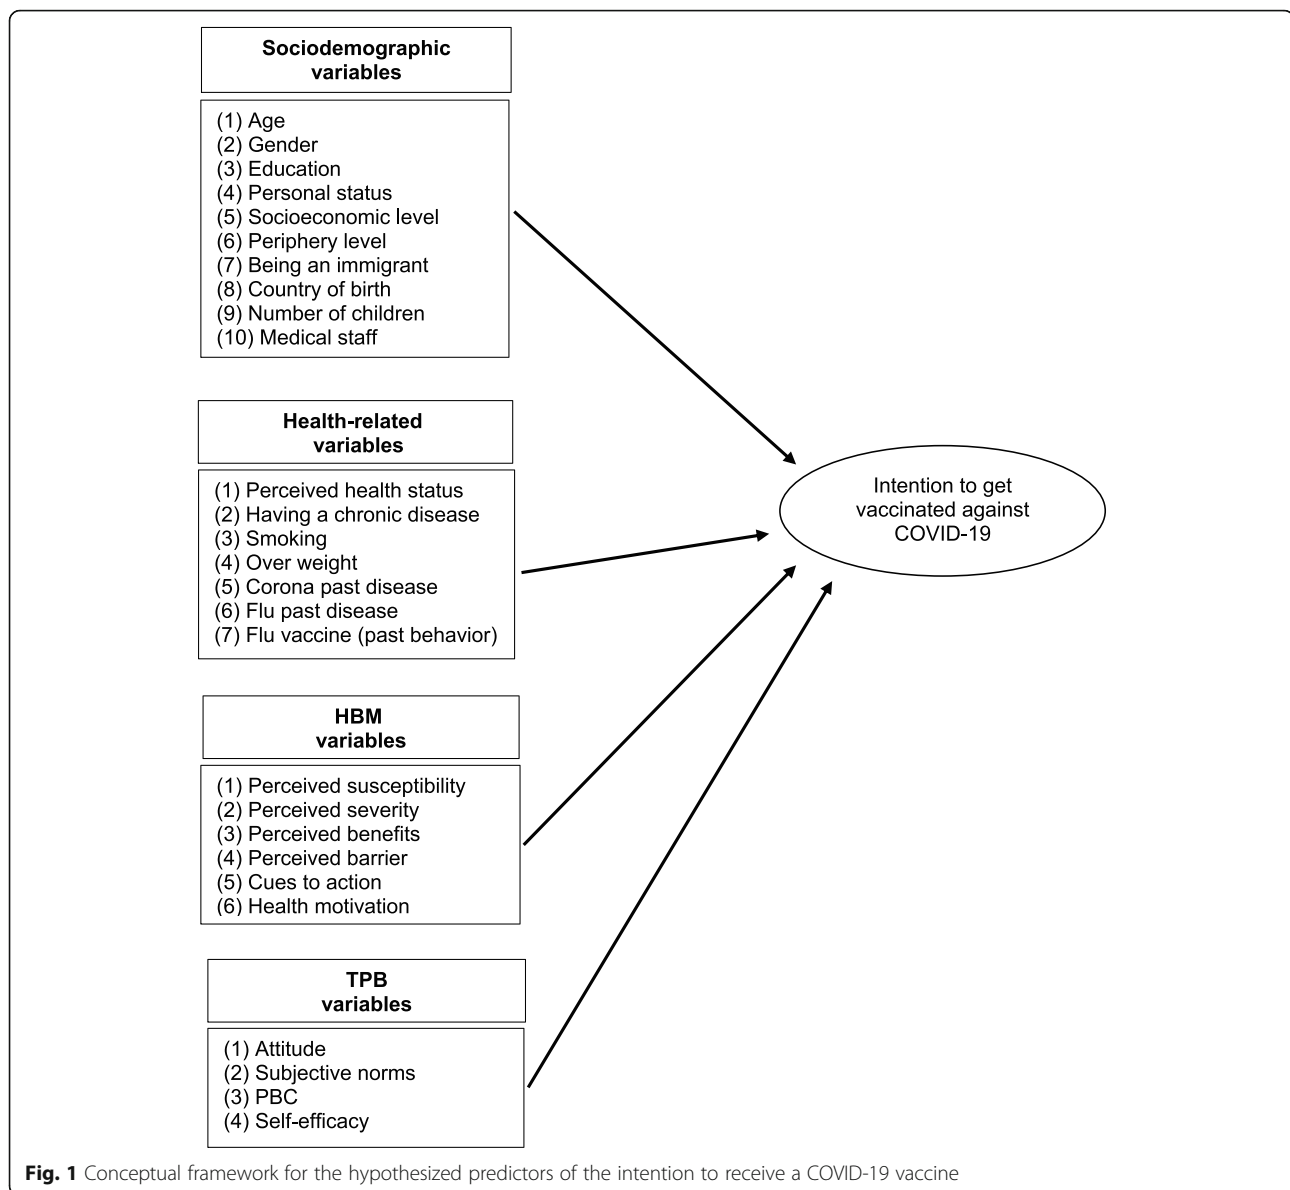 Sociodemographic
variables
(1) Age
(2) Gender
(3) Education
(4) Personal status
(5) Socioeconomic level
(6) Periphery level
(7) Being an immigrant
(8) Country of birth
(9) Number of children
(10) Medical staff
Health-related
variables
(1) Perceived health status
(2) Having a chronic disease
(3) Smoking
(4) Over weight
(5) Corona past disease
(6) Flu past disease
(7) Flu vaccine (past behavior)
Intention to get
vaccinated against
COVID-19
HBM
variables
(1) Perceived susceptibility
(2) Perceived severity
(3) Perceived benefits
(4) Perceived barrier
(5) Cues to action
(6) Health motivation
TPB
variables
(1) Attitude
(2) Subjective norms
(3) PBC
(4) Self-efficacy
Fig. 1 Conceptual framework for the hypothesized predictors of the intention to receive a COVID-19 vaccine